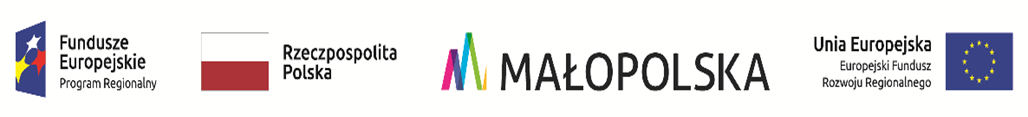 Fundusze
Europejskie
Program Regionalny
Rzeczpospolita
Polska
MAŁOPOLSKA
Unia Europejska
Europejski Fundusz
Rozwoju Regionalnego